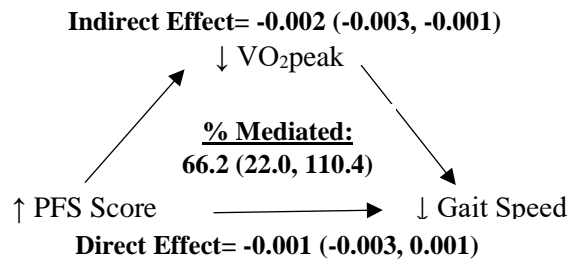 Indirect Effect= -0.002 (-0.003, -0.001)
↓ VO₂peak
% Mediated:
66.2 (22.0, 110.4)
↑ PFS Score
↓ Gait Speed
Direct Effect= -0.001 (-0.003, 0.001)